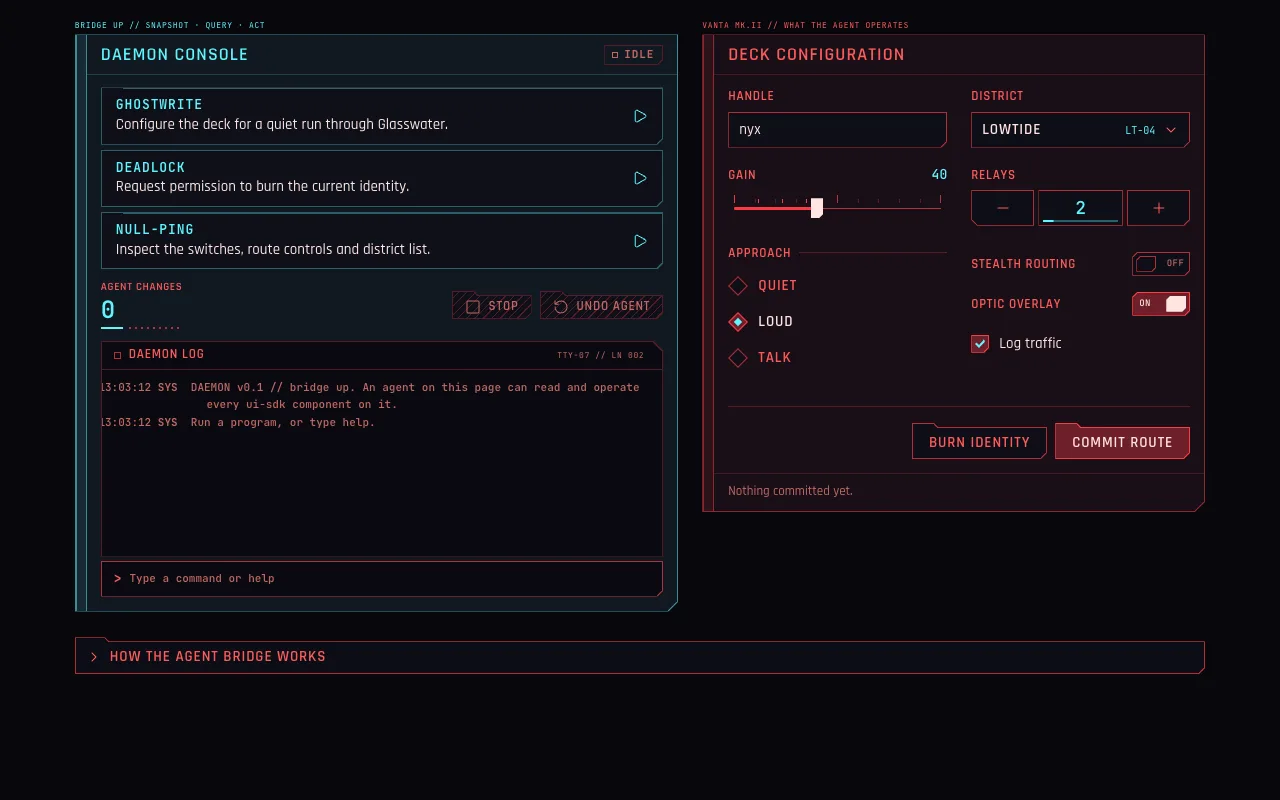 BRIDGE UP // SNAPSHOT · QUERY · ACT
DAEMON CONSOLE
IDLE
GHOSTWRITE
Configure the deck for a quiet run through Glasswater.
DEADLOCK
Request permission to burn the current identity.
NULL-PING
Inspect the switches, route controls and district list.
AGENT CHANGES
0
STOP
UNDO AGENT
DAEMON LOG
TTY-07 // LN 002
13:03:12 SYS DAEMON v0.1 // bridge up. An agent on this page can read and operate
every ui-sdk component on it.
13:03:12 SYS Run a program, or type help.
> Type a command or help
VANTA MK.II // WHAT THE AGENT OPERATES
DECK CONFIGURATION
HANDLE
nyx
DISTRICT
LOWTIDE LT-04
GAIN 40
RELAYS
2
APPROACH
QUIET
LOUD
TALK
STEALTH ROUTING OFF
OPTIC OVERLAY ON
Log traffic
BURN IDENTITY
COMMIT ROUTE
Nothing committed yet.
HOW THE AGENT BRIDGE WORKS